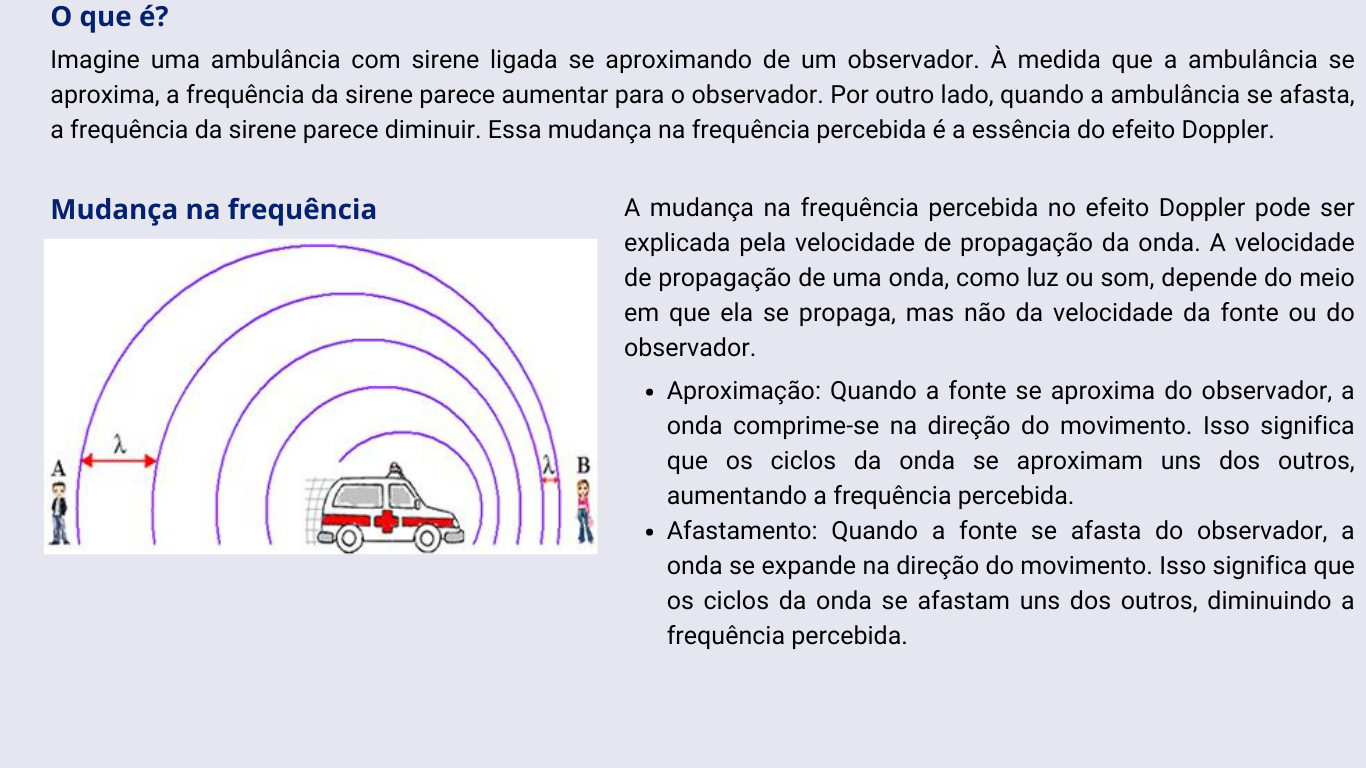 O que é?
Imagine uma ambulância com sirene ligada se aproximando de um observador. À medida que a ambulância se
aproxima, a frequência da sirene parece aumentar para o observador. Por outro lado, quando a ambulância se afasta,
a frequência da sirene parece diminuir. Essa mudança na frequência percebida é a essência do efeito Doppler.
Mudança na frequência
λ
A
λ
B
A mudança na frequência percebida no efeito Doppler pode ser
explicada pela velocidade de propagação da onda. A velocidade
de propagação de uma onda, como luz ou som, depende do meio
em que ela se propaga, mas não da velocidade da fonte ou do
observador.
• Aproximação: Quando a fonte se aproxima do observador, a
onda comprime-se na direção do movimento. Isso significa
que os ciclos da onda se aproximam uns dos outros,
aumentando a frequência percebida.
• Afastamento: Quando a fonte se afasta do observador, a
onda se expande na direção do movimento. Isso significa que
os ciclos da onda se afastam uns dos outros, diminuindo a
frequência percebida.